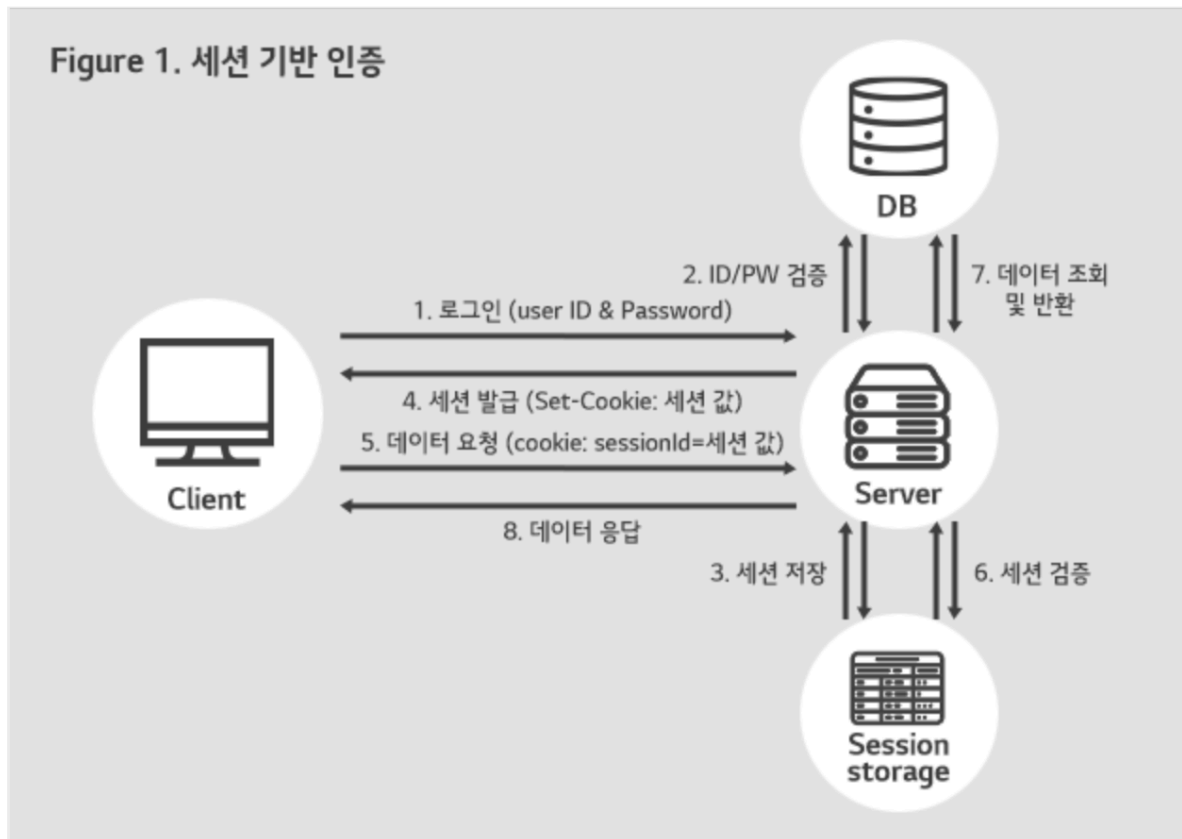 Figure 1. 세션 기반 인증
DB
2. ID/PW 검증
7. 데이터 조회
및 반환
1. 로그인 (user ID & Password)
4. 세션 발급 (Set-Cookie: 세션 값)
5. 데이터 요청 (cookie: sessionId=세션 값)
Client
Server
8. 데이터 응답
3. 세션 저장
6. 세션 검증
Session
storage